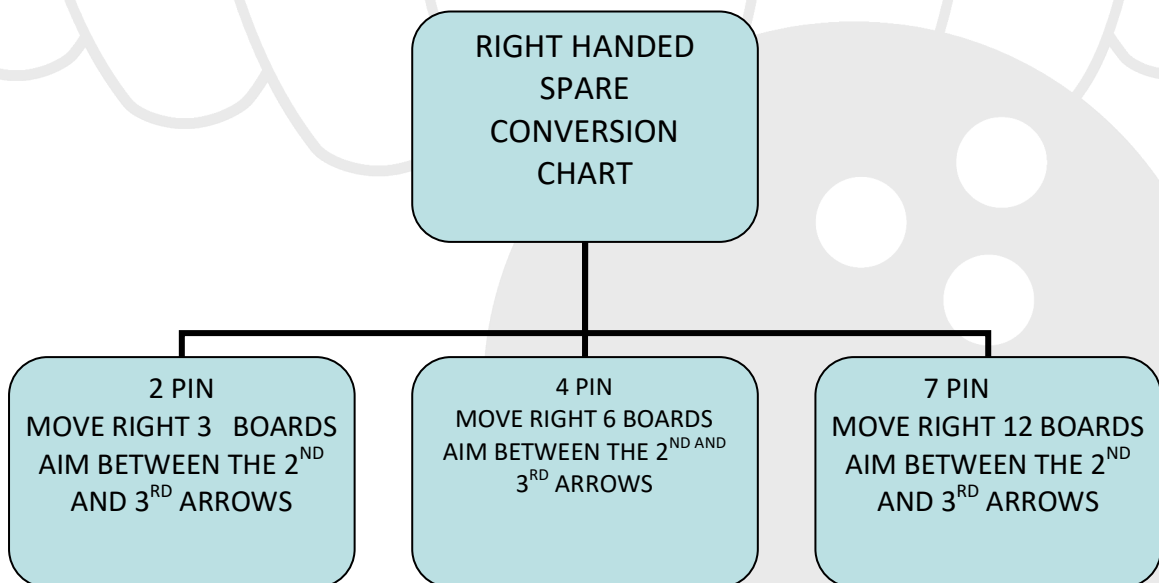 RIGHT HANDED
SPARE
CONVERSION
CHART
2 PIN
MOVE RIGHT 3 BOARDS
AIM BETWEEN THE 2ND
AND 3RD ARROWS
4 PIN
MOVE RIGHT 6 BOARDS
AIM BETWEEN THE 2ND AND
3RD ARROWS
7 PIN
MOVE RIGHT 12 BOARDS
AIM BETWEEN THE 2ND
AND 3RD ARROWS